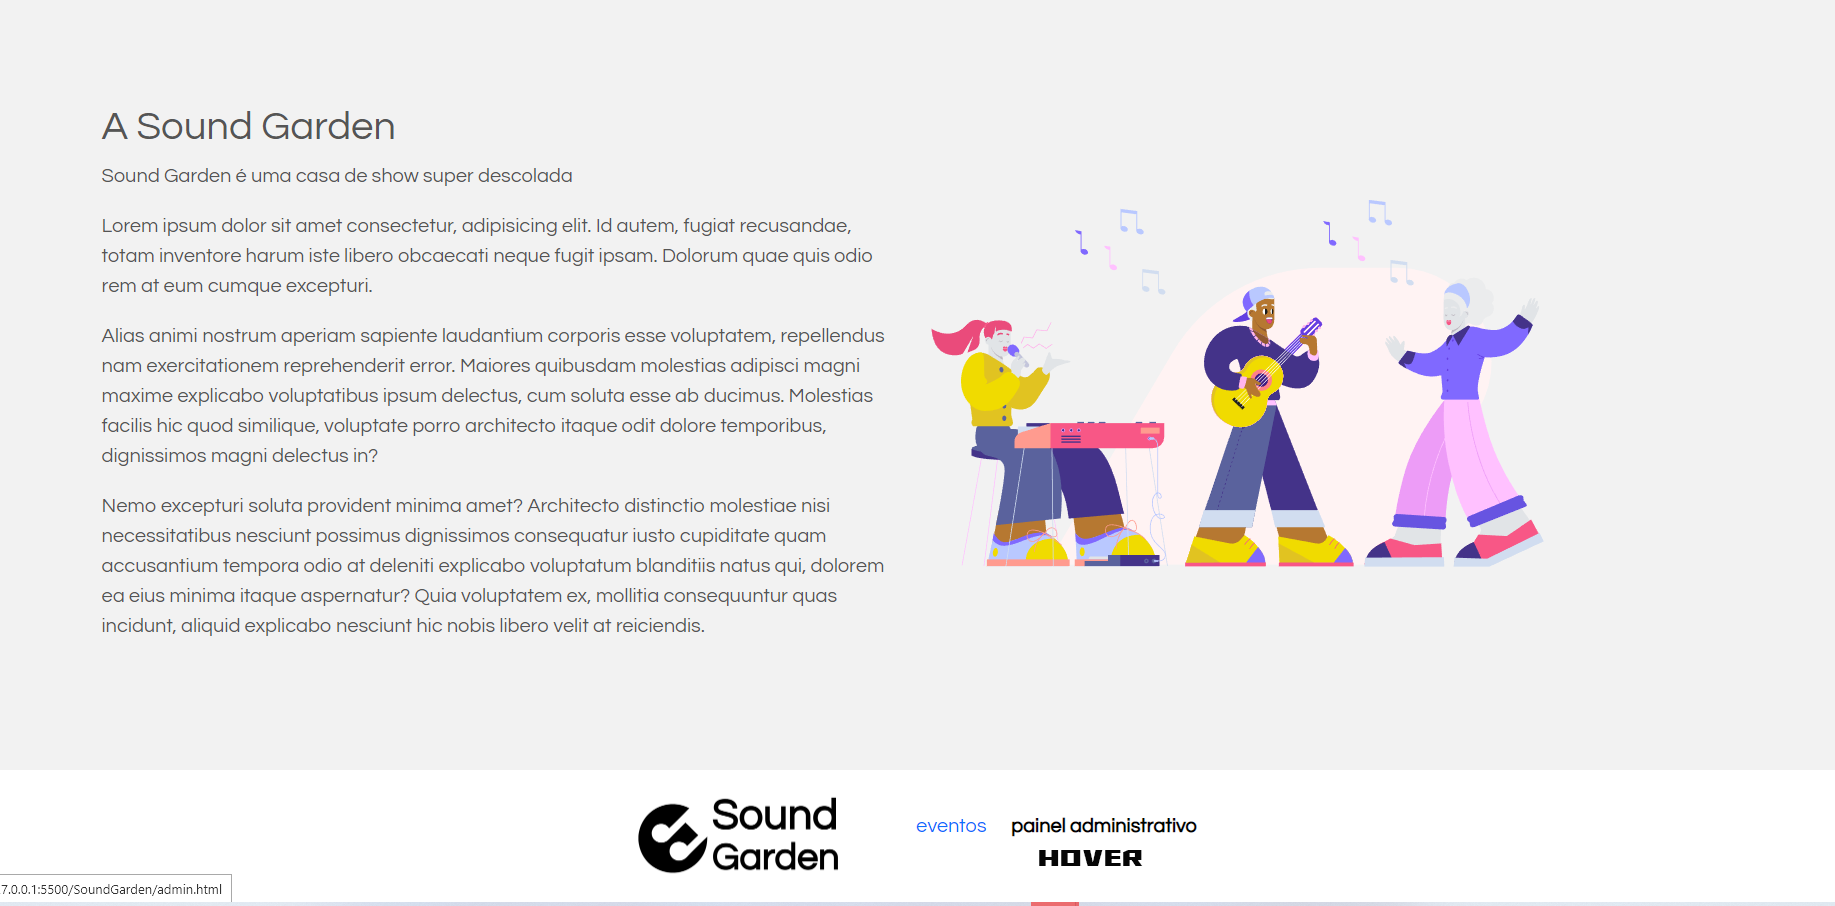 A Sound Garden
Sound Garden é uma casa de show super descolada
Lorem ipsum dolor sit amet consectetur, adipisicing elit. Id autem, fugiat recusandae,
totam inventore harum iste libero obcaecati neque fugit ipsam. Dolorum quae quis odio
rem at eum cumque excepturi.
Alias animi nostrum aperiam sapiente laudantium corporis esse voluptatem, repellendus
nam exercitationem reprehenderit error. Maiores quibusdam molestias adipisci magni
maxime explicabo voluptatibus ipsum delectus, cum soluta esse ab ducimus. Molestias
facilis hic quod similique, voluptate porro architecto itaque odit dolore temporibus,
dignissimos magni delectus in?
Nemo excepturi soluta provident minima amet? Architecto distinctio molestiae nisi
necessitatibus nesciunt possimus dignissimos consequatur iusto cupiditate quam
accusantium tempora odio at deleniti explicabo voluptatum blanditiis natus qui, dolorem
ea eius minima itaque aspernatur? Quia voluptatem ex, mollitia consequuntur quas
incidunt, aliquid explicabo nesciunt hic nobis libero velit at reiciendis.
Sound
Garden
eventos painel administrativo
HOVER
7.0.0.1:5500/SoundGarden/admin.html